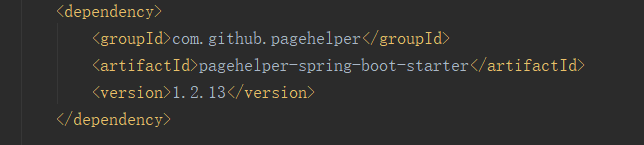 <dependency>
<groupId>com.github.pagehelper</groupId>
<artifactId>pagehelper-spring-boot-starter</artifactId>
<version>1.2.13</version>
</dependency>